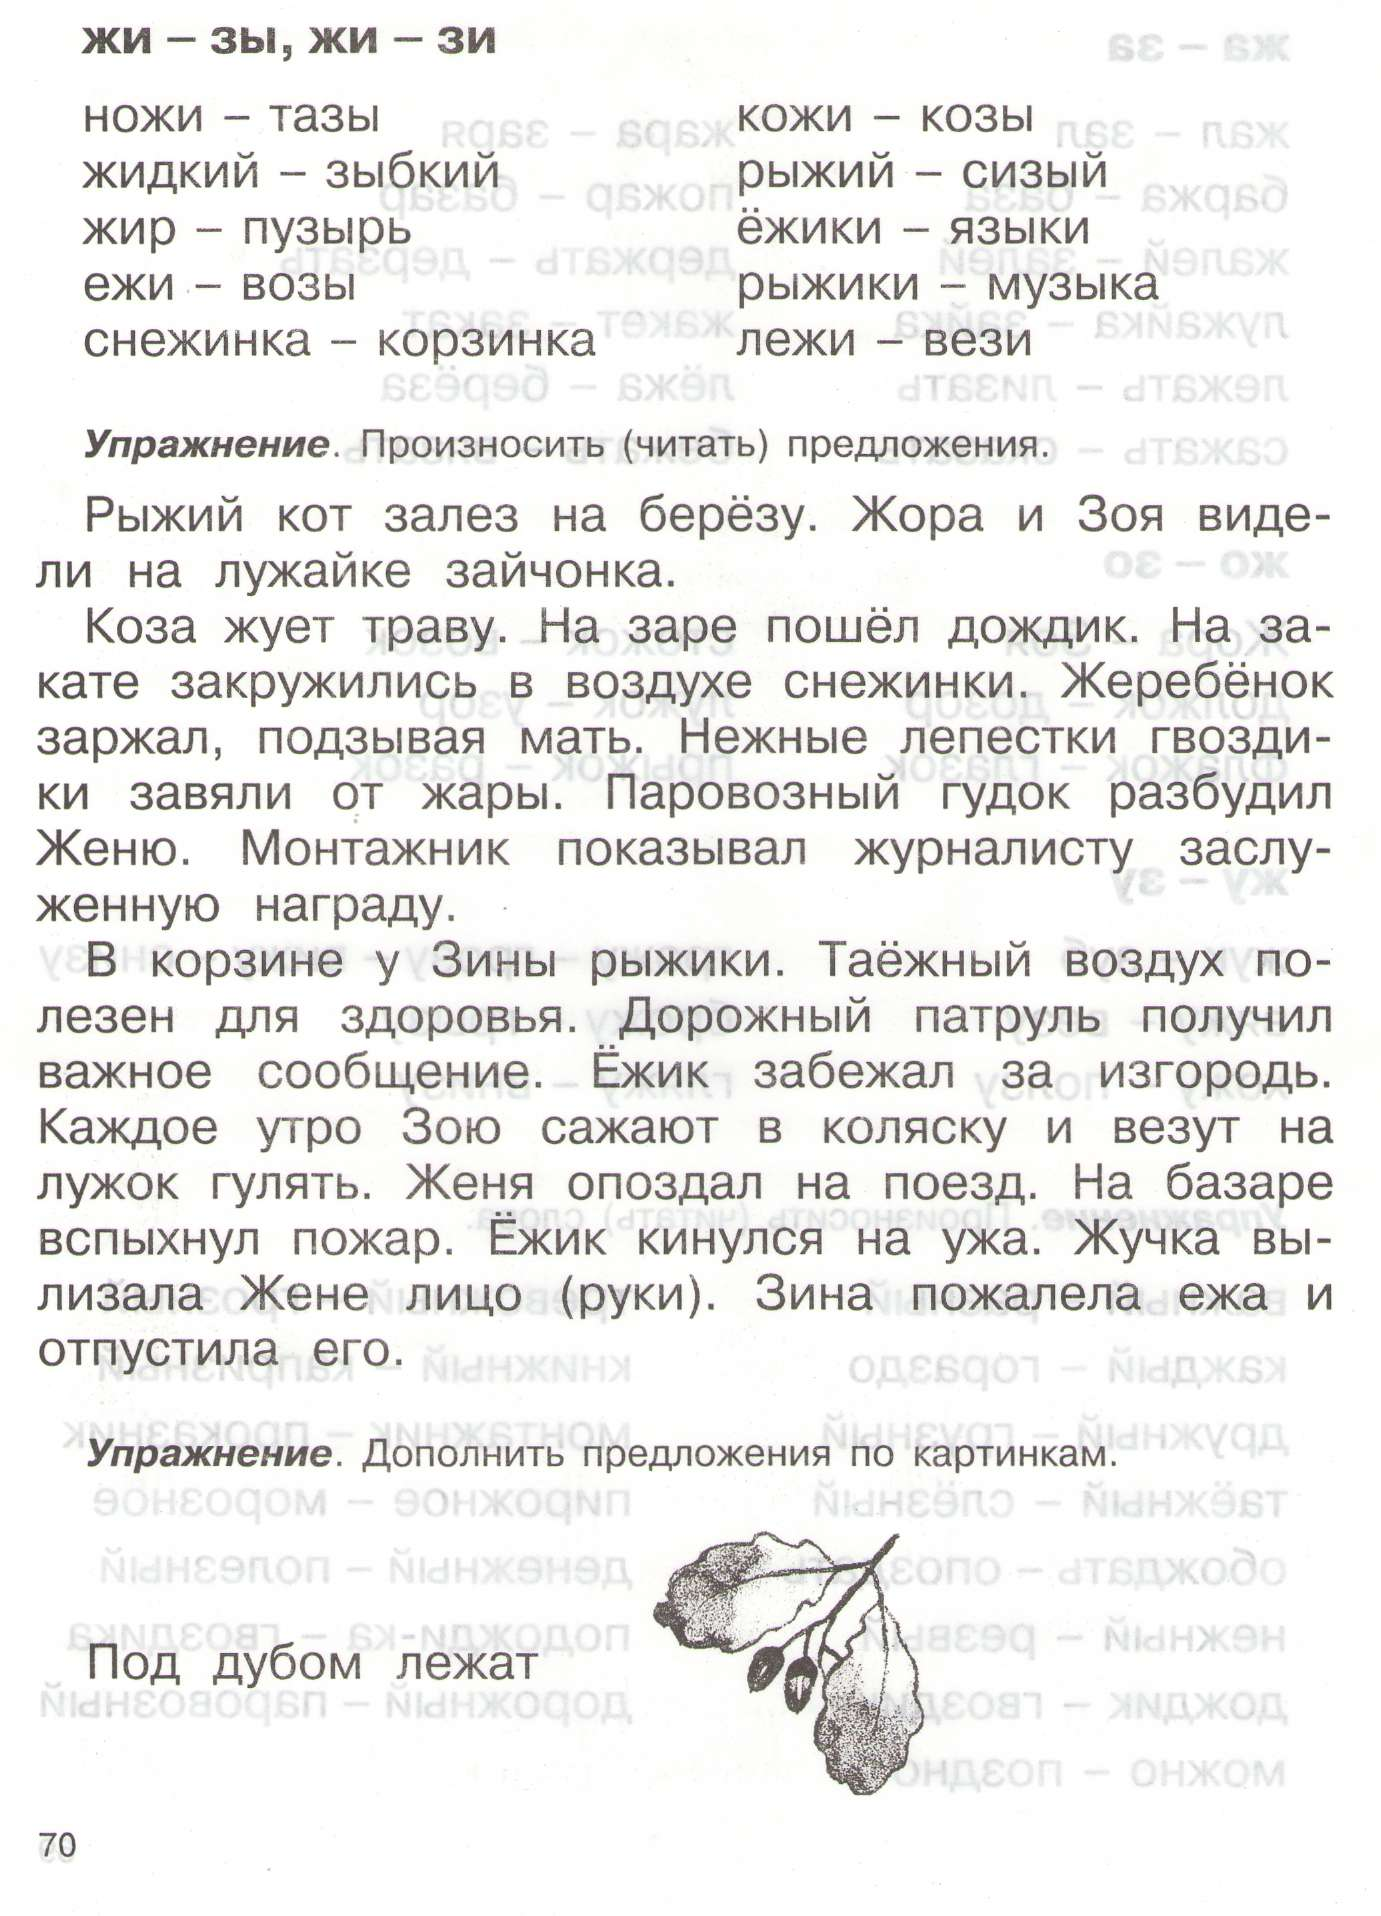 жи – зы, жи – зи
ножи – тазы кожи – козы
жидкий – зыбкий рыжий – сизый
жир – пузырь ёжики – языки
ежи – возы рыжики – музыка
снежинка – корзинка лежи – вези
Упражнение. Произносить (читать) предложения.
Рыжий кот залез на берёзу. Жора и Зоя виде-
ли на лужайке зайчонка.
Коза жует траву. На заре пошёл дождик. На за-
кате закружились в воздухе снежинки. Жеребёнок
заржал, подзывая мать. Нежные лепестки гвозди-
ки завяли от жары. Паровозный гудок разбудил
Женю. Монтажник показывал журналисту заслу-
женную награду.
В корзине у Зины рыжики. Таёжный воздух по-
лезен для здоровья. Дорожный патруль получил
важное сообщение. Ёжик забежал за изгородь.
Каждое утро Зою сажают в коляску и везут на
лужок гулять. Женя опоздал на поезд. На базаре
вспыхнул пожар. Ёжик кинулся на ужа. Жучка вы-
лизала Жене лицо (руки). Зина пожалела ежа и
отпустила его.
Упражнение. Дополнить предложения по картинкам.
Под дубом лежат
70